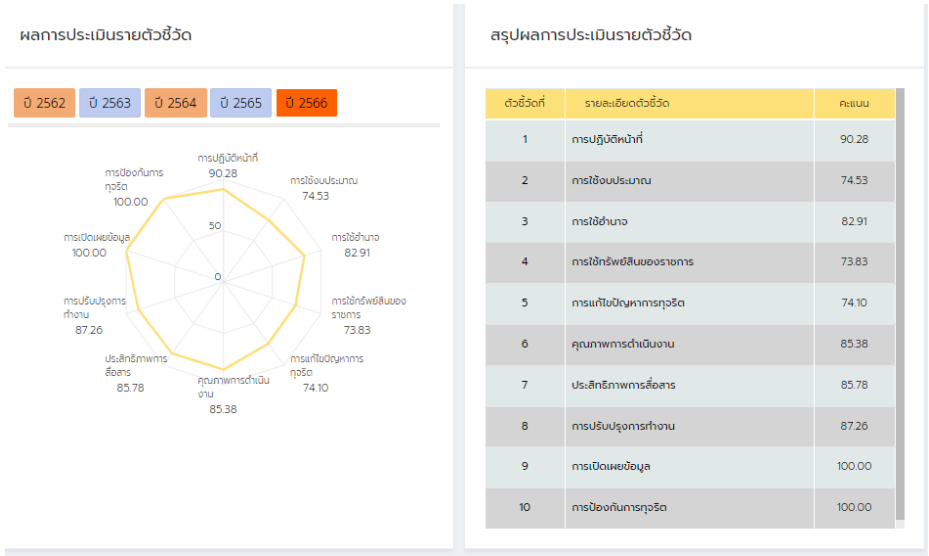 ผลการประเมินรายตัวชี้วัด
ปี 2562 ปี 2563 ปี 2564 ปี 2565 ปี 2566
การปฏิบัติหน้าที่
90.28
การใช้งบประมาณ
74.53
การใช้อำนาจ
82.91
การใช้ทรัพย์สินของ
ราชการ
73.83
การแก้ไขปัญหาการ
ทุจริต
74.10
คุณภาพการดำเนิน
งาน
85.38
ประสิทธิภาพการ
สื่อสาร
85.78
การปรับปรุงการ
ทำงาน
87.26
การเปิดเผยข้อมูล
100.00
การป้องกันการ
ทุจริต
100.00
50
0
สรุปผลการประเมินรายตัวชี้วัด
ตัวชี้วัดที่ รายละเอียดตัวชี้วัด คะแนน
1 การปฏิบัติหน้าที่ 90.28
2 การใช้งบประมาณ 74.53
3 การใช้อำนาจ 82.91
4 การใช้ทรัพย์สินของราชการ 73.83
5 การแก้ไขปัญหาการทุจริต 74.10
6 คุณภาพการดำเนินงาน 85.38
7 ประสิทธิภาพการสื่อสาร 85.78
8 การปรับปรุงการทำงาน 87.26
9 การเปิดเผยข้อมูล 100.00
10 การป้องกันการทุจริต 100.00